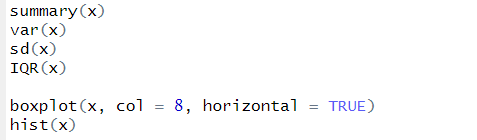 summary(x)
var(x)
sd(x)
IQR(x)
boxplot(x, col = 8, horizontal = TRUE)
hist(x)